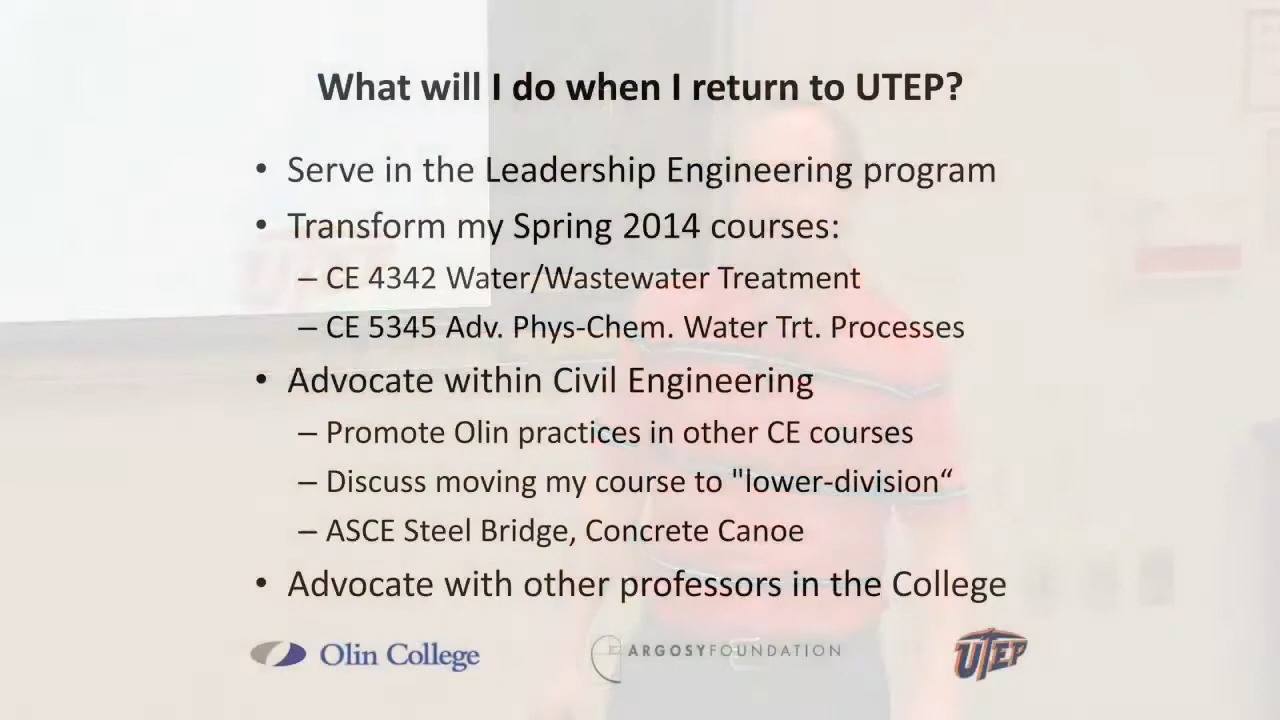 What will I do when I return to UTEP?
• Serve in the Leadership Engineering program
• Transform my Spring 2014 courses:
– CE 4342 Water/Wastewater Treatment
– CE 5345 Adv. Phys-Chem. Water Trt. Processes
• Advocate within Civil Engineering
– Promote Olin practices in other CE courses
– Discuss moving my course to "lower-division“
– ASCE Steel Bridge, Concrete Canoe
• Advocate with other professors in the College
Olin College ARGOSYFOUNDATION UTEP